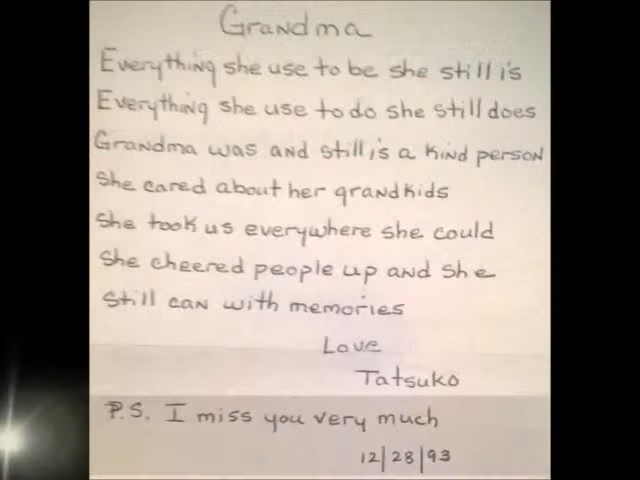 Grandma
Everything she use to be she still is
Everything she use to do she still does
Grandma was and still is a kind person
She cared about her grandkids
She took us everywhere she could
She cheered people up and she
still can with memories
Love
Tatsuko
P.S. I miss you very much
12/28/93